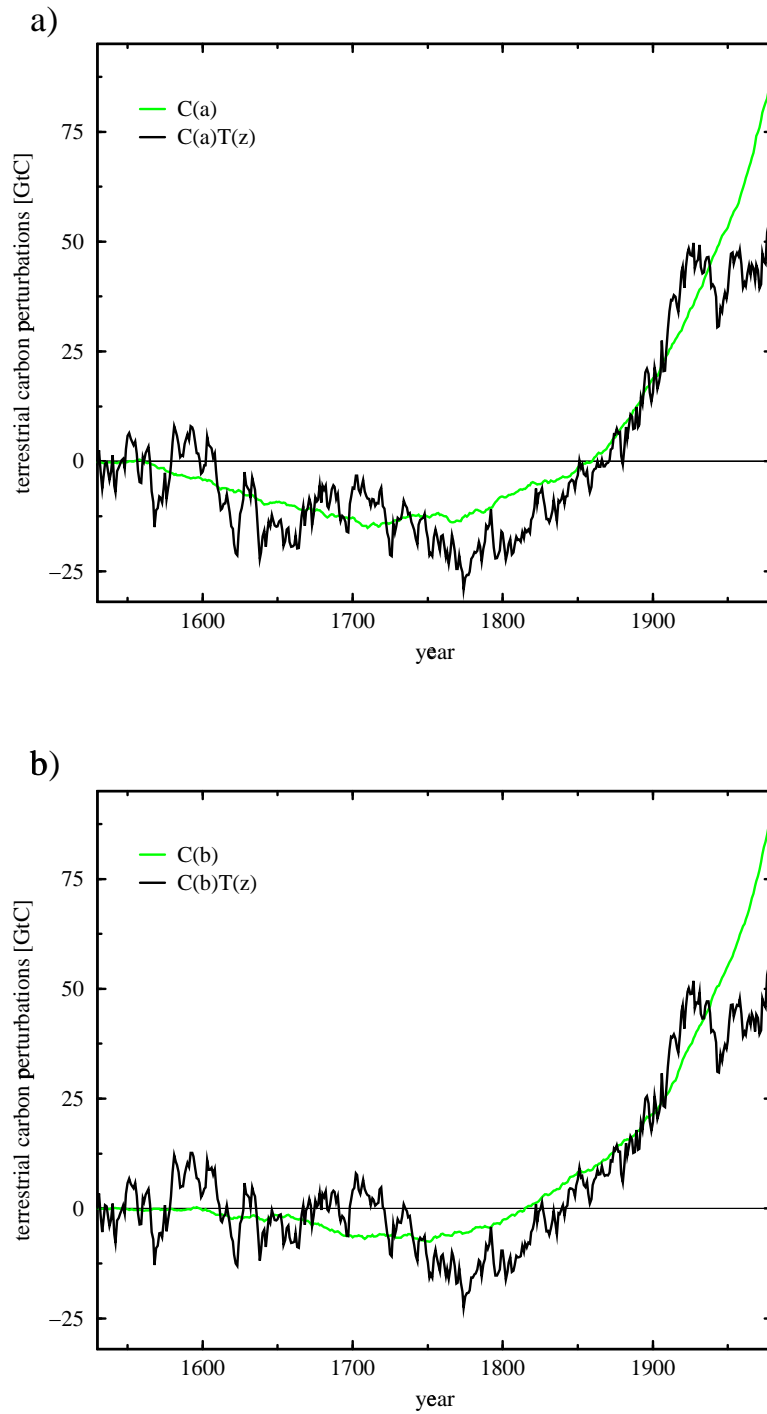 a)
C(a)
C(a)T(z)
75
50
25
0
−25
terrestrial carbon perturbations [GtC]
1600 1700 1800 1900
year
b)
C(b)
C(b)T(z)
75
50
25
0
−25
terrestrial carbon perturbations [GtC]
1600 1700 1800 1900
year